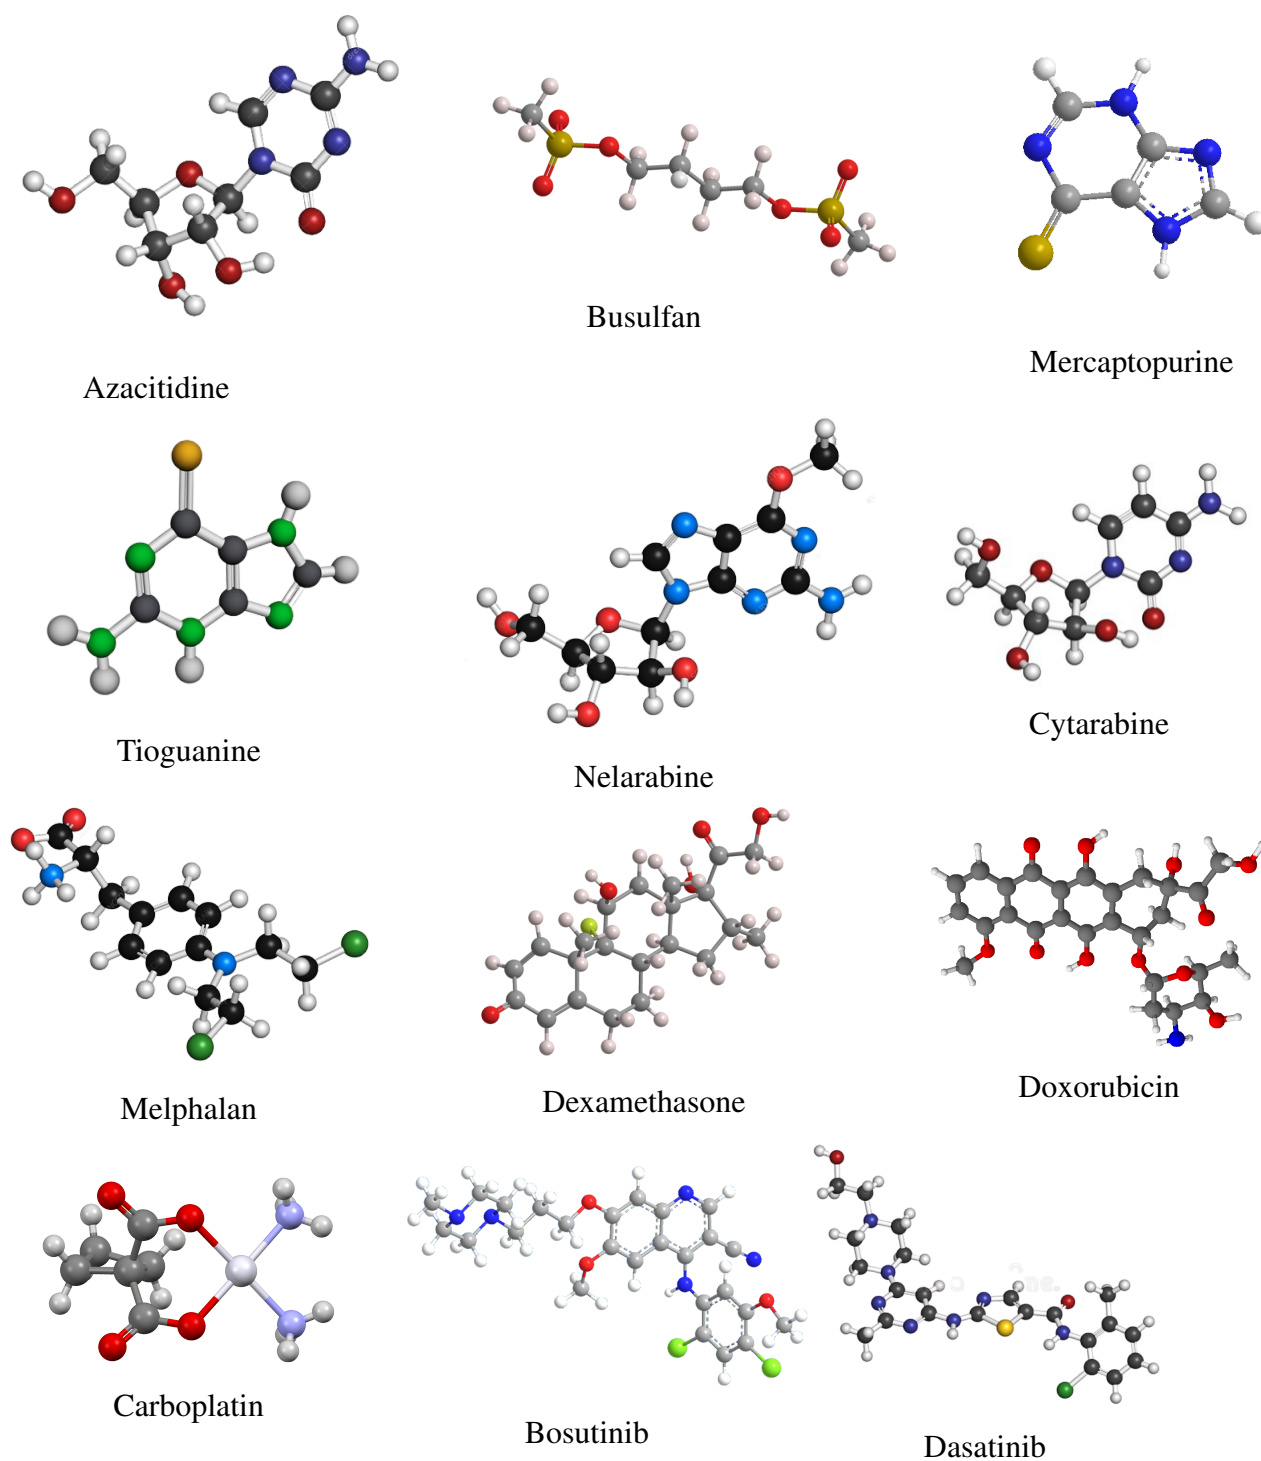 Azacitidine
Busulfan
Mercaptopurine
Tioguanine
Nelarabine
Cytarabine
Melphalan
Dexamethasone
Doxorubicin
Carboplatin
Bosutinib
Dasatinib